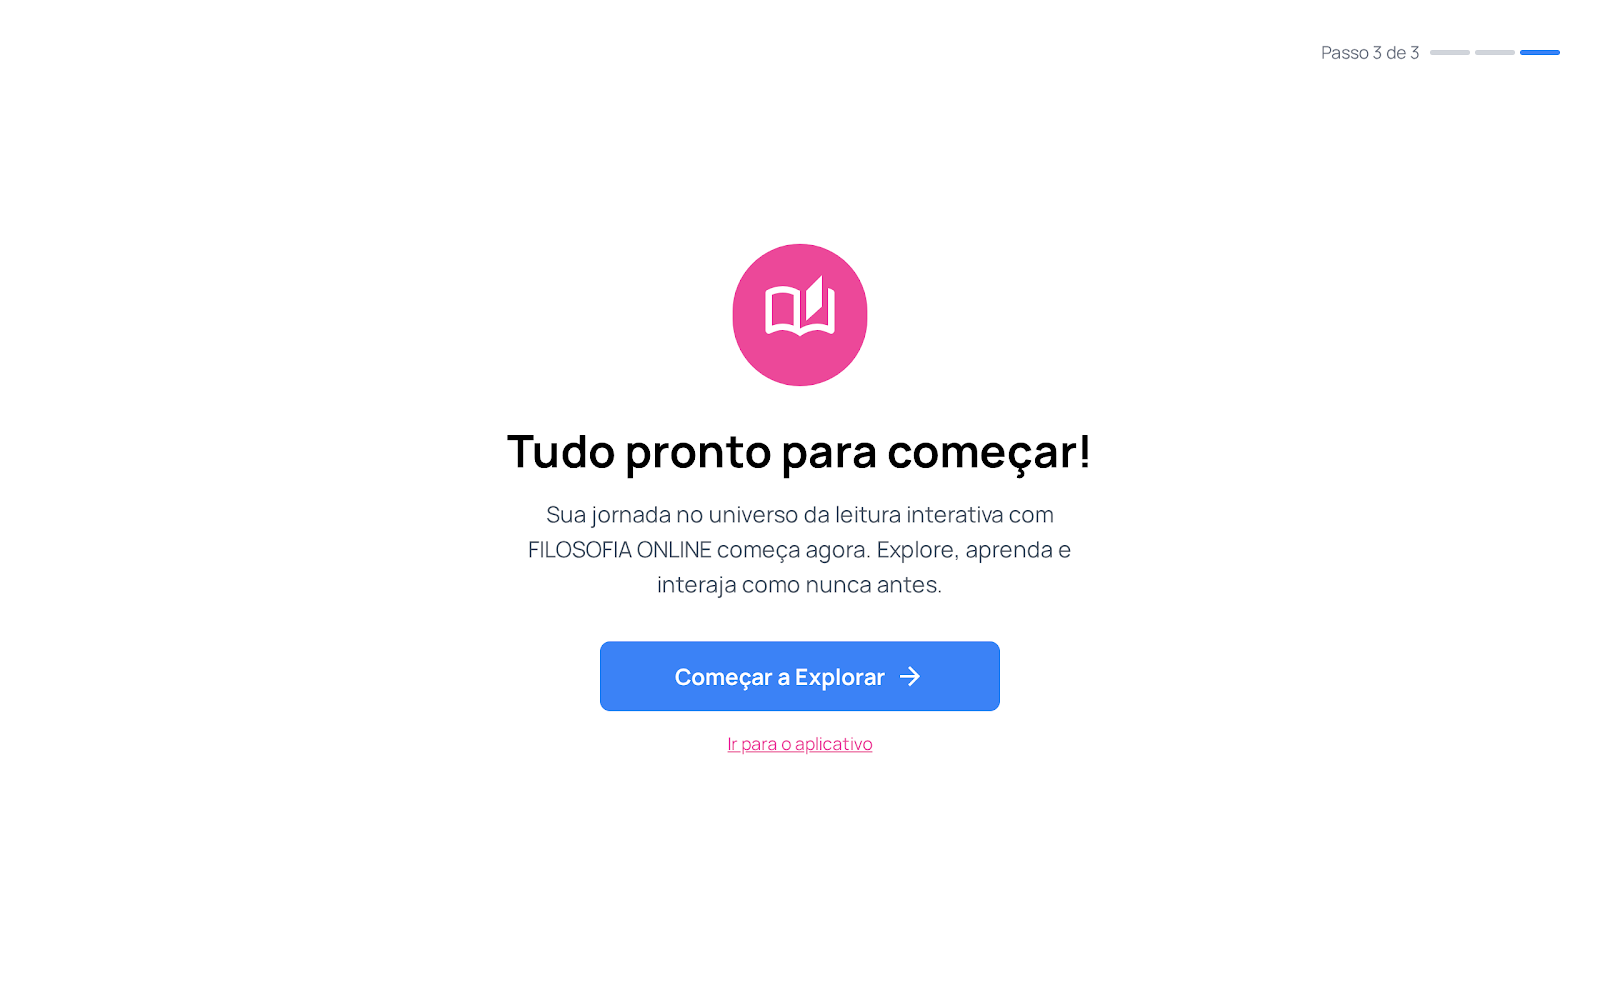 Passo 3 de 3
Tudo pronto para começar!
Sua jornada no universo da leitura interativa com
FILOSOFIA ONLINE começa agora. Explore, aprenda e
interaja como nunca antes.
Começar a Explorar
Ir para o aplicativo